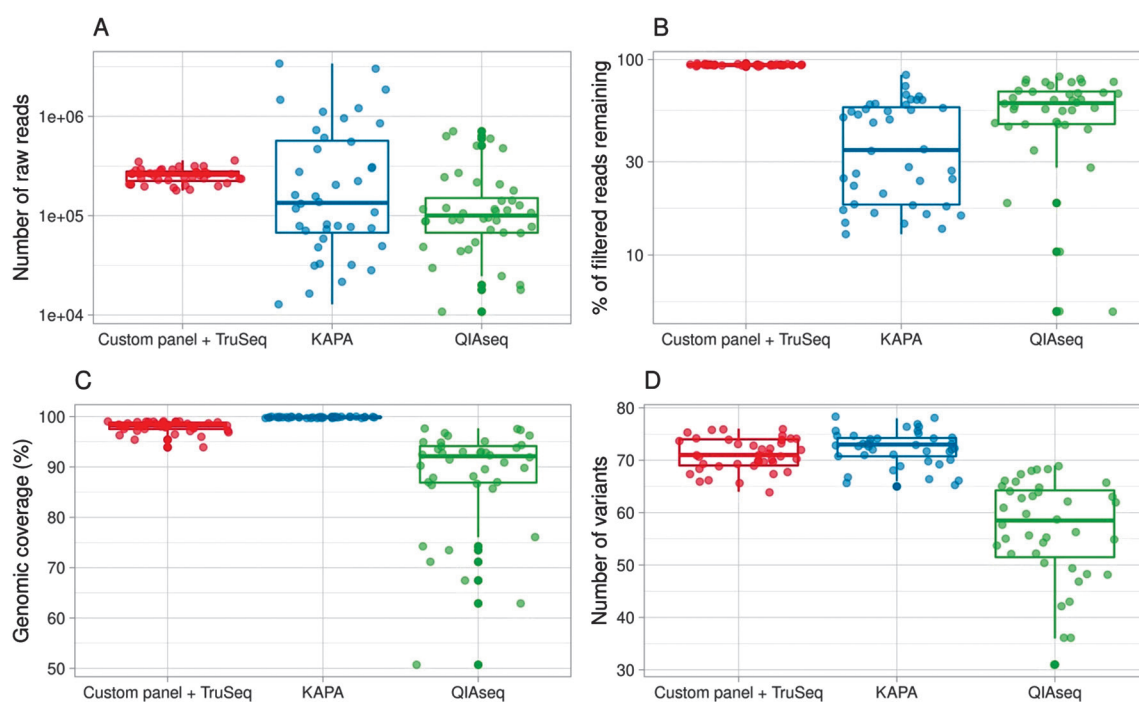 A
Number of raw reads
1e+06
1e+05
1e+04
Custom panel + TruSeq KAPA QIAseq
B
% of filtered reads remaining
100
30
10
Custom panel + TruSeq KAPA QIAseq
C
Genomic coverage (%)
100
90
80
70
60
50
Custom panel + TruSeq KAPA QIAseq
D
Number of variants
80
70
60
50
40
30
Custom panel + TruSeq KAPA QIAseq